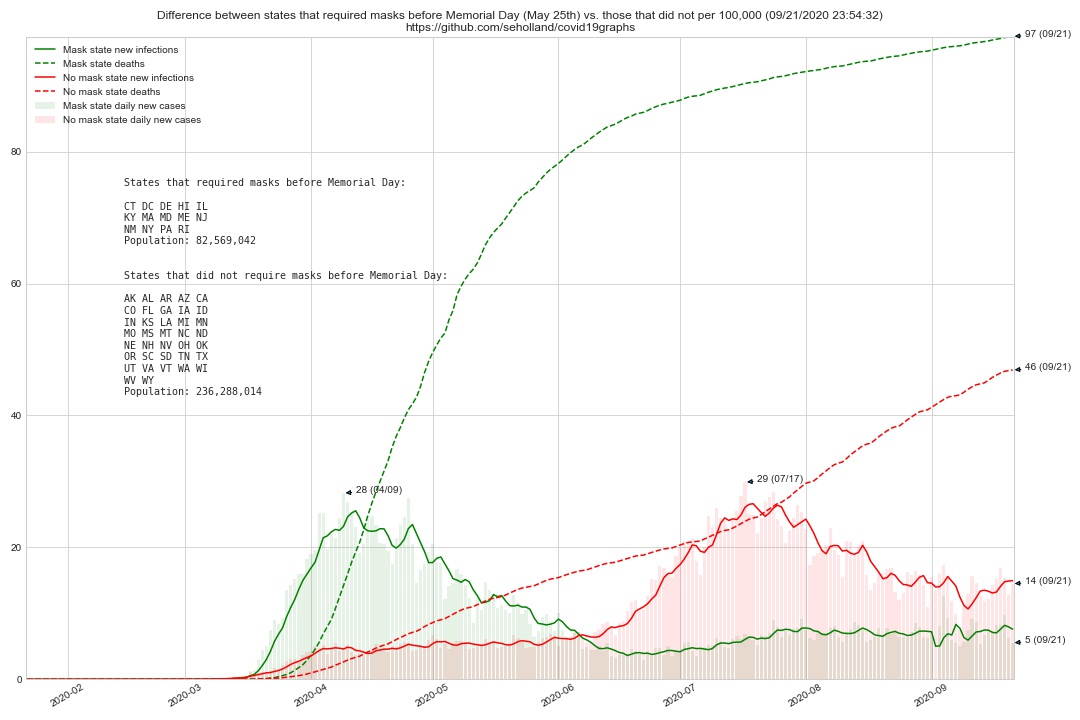 Difference between states that required masks before Memorial Day (May 25th) vs. those that did not per 100,000 (09/21/2020 23:54:32)
https://github.com/seholland/covid19graphs
Mask state new infections
Mask state deaths
No mask state new infections
No mask state deaths
Mask state daily new cases
No mask state daily new cases
97 (09/21)
80
States that required masks before Memorial Day:
CT DC DE HI IL
KY MA MD ME NJ
NM NY PA RI
Population: 82,569,042
States that did not require masks before Memorial Day:
60
AK AL AR AZ CA
CO FL GA IA ID
IN KS LA MI MN
MO MS MT NC ND
NE NH NV OH OK
OR SC SD TN TX
UT VA VT WA WI
WV WY
Population: 236,288,014
46 (09/21)
40
28 (04/09)
29 (07/17)
20
14 (09/21)
5 (09/21)
0
2020-02
2020-03
2020-04
2020-05
2020-06
2020-07
2020-08
2020-09